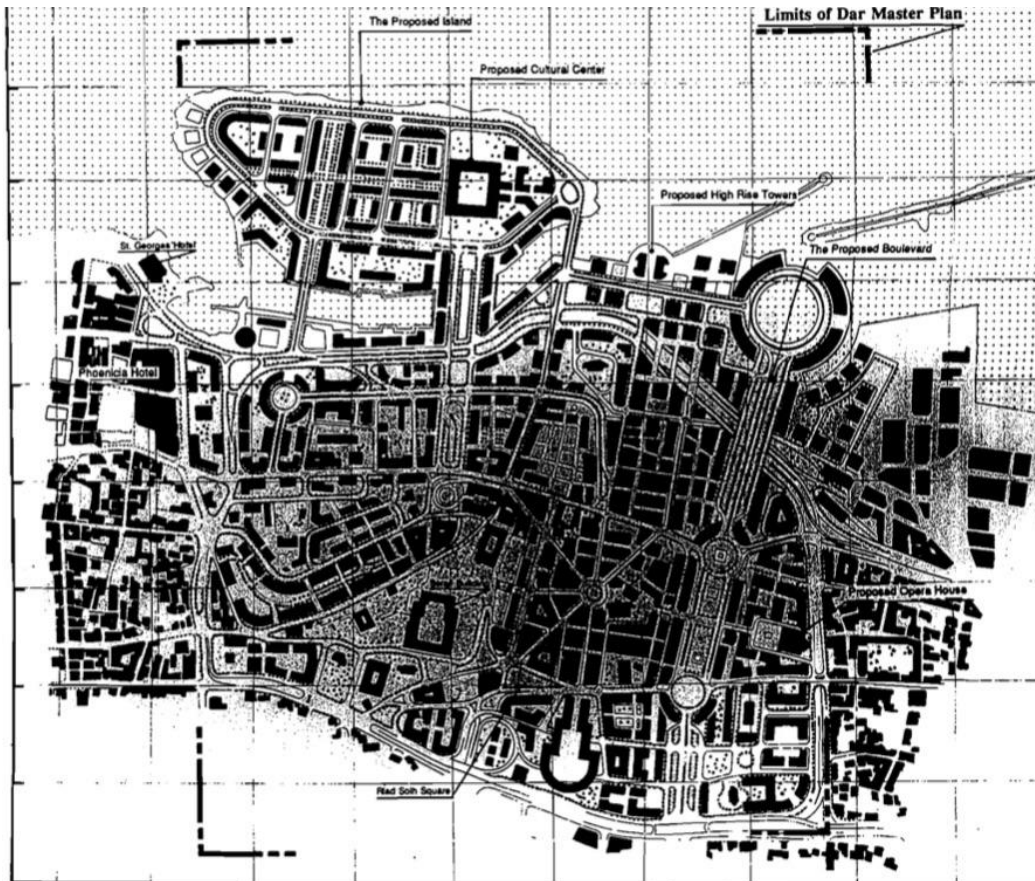 Limits of Dar Master Plan
The Proposed Island
Proposed Cultural Center
Proposed High Rise Towers
St. Georges Hotel
The Proposed Boulevard
Phoenicia Hotel
Proposed Opera House
Riad Solh Square